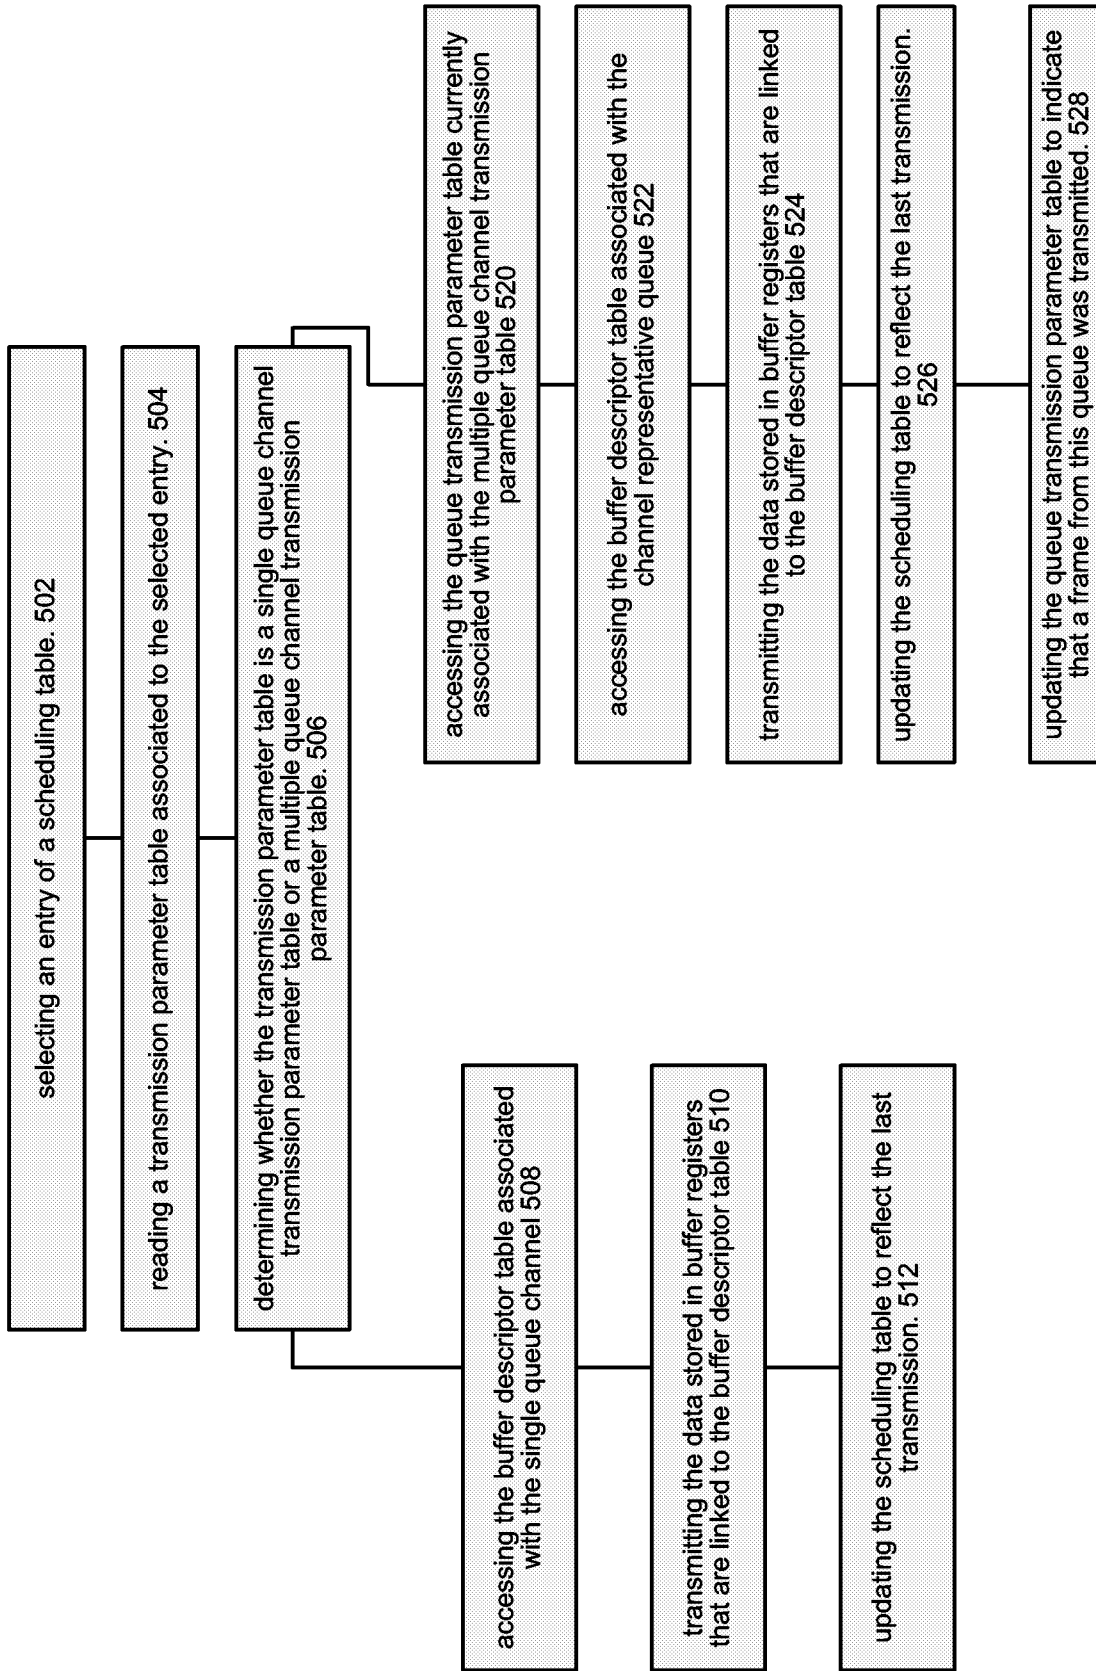 selecting an entry of a scheduling table. 502
reading a transmission parameter table associated to the selected entry. 504
determining whether the transmission parameter table is a single queue channel
transmission parameter table or a multiple queue channel transmission
parameter table. 506
accessing the buffer descriptor table associated
with the single queue channel 508
transmitting the data stored in buffer registers
that are linked to the buffer descriptor table 510
updating the scheduling table to reflect the last
transmission. 512
accessing the queue transmission parameter table currently
associated with the multiple queue channel transmission
parameter table 520
accessing the buffer descriptor table associated with the
channel representative queue 522
transmitting the data stored in buffer registers that are linked
to the buffer descriptor table 524
updating the scheduling table to reflect the last transmission.
526
updating the queue transmission parameter table to indicate
that a frame from this queue was transmitted. 528